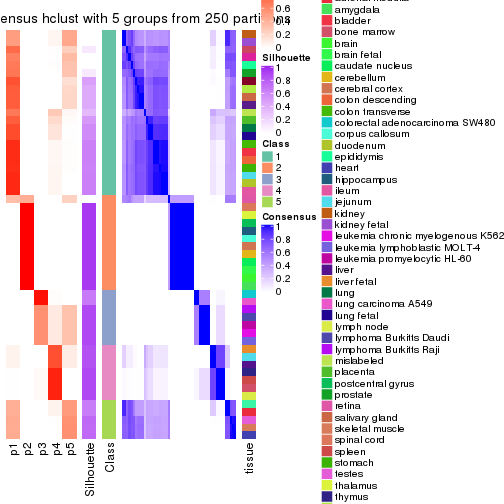 ensus hclust with 5 groups from 250 partitions
0.6
0.4
0.2
0
Silhouette
1
0.8
0.6
0.4
0.2
0
Class
1
2
3
4
5
Consensus
1
0.8
0.6
0.4
0.2
0
p1
p2
p3
p4
p5
Silhouette
Class
tissue
amygdala
bladder
bone marrow
brain
brain fetal
caudate nucleus
cerebellum
cerebral cortex
colon descending
colon transverse
colorectal adenocarcinoma SW480
corpus callosum
duodenum
epididymis
heart
hippocampus
ileum
jejunum
kidney
kidney fetal
leukemia chronic myelogenous K562
leukemia lymphoblastic MOLT-4
leukemia promyelocytic HL-60
liver
liver fetal
lung
lung carcinoma A549
lung fetal
lymph node
lymphoma Burkitts Daudi
lymphoma Burkitts Raji
mislabeled
placenta
postcentral gyrus
prostate
retina
salivary gland
skeletal muscle
spinal cord
spleen
stomach
testes
thalamus
thymus